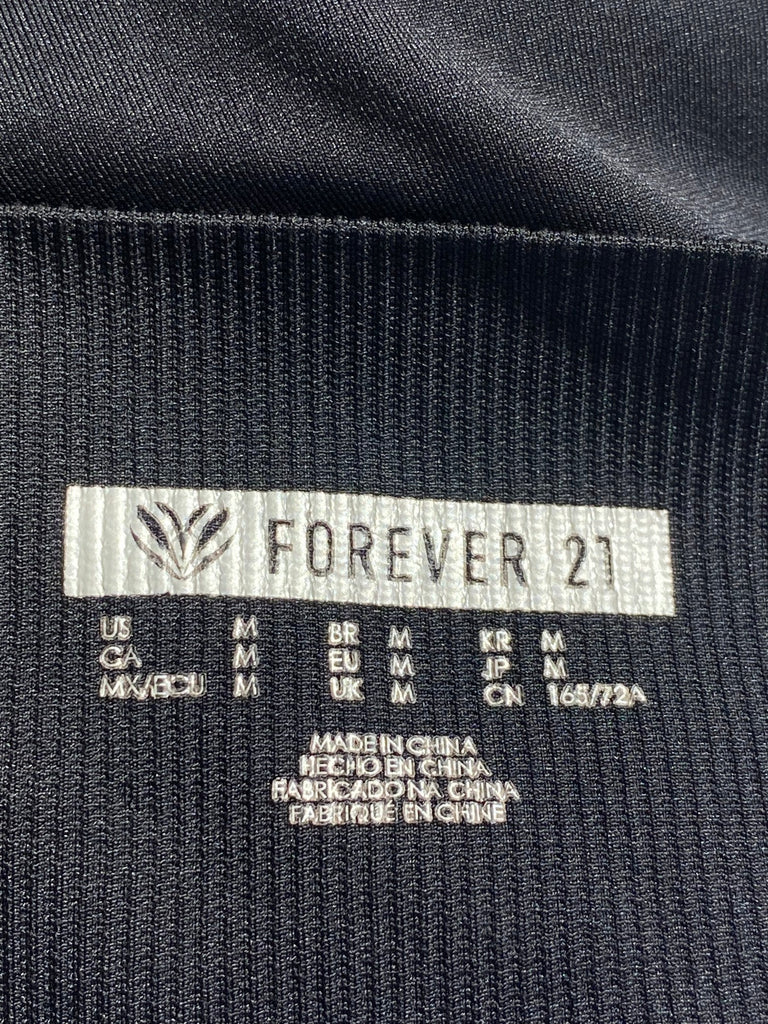 FOREVER 21
US M BR M KR M
CA M EU M JP M
MX/ECU M UK M CN 165/72A
MADE IN CHINA
HECHO EN CHINA
FABRICADO NA CHINA
FABRIQUÉ EN CHINE